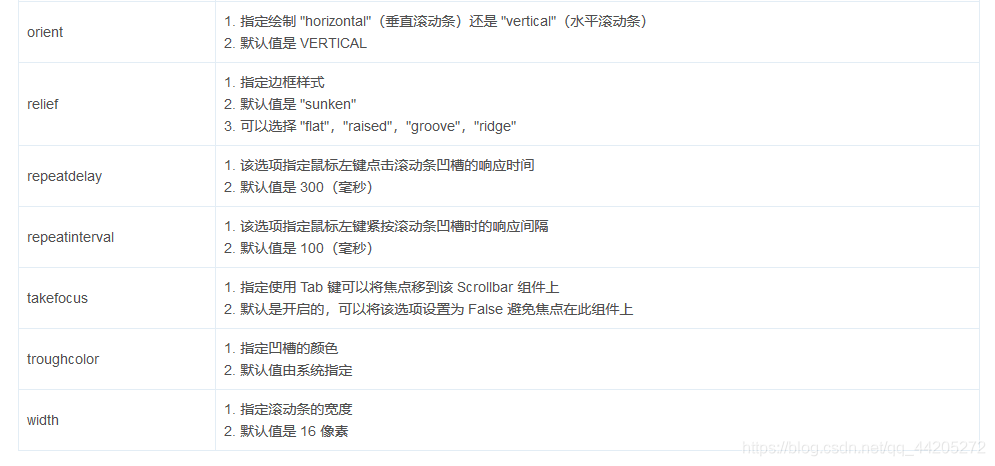 orient
1. 指定绘制 "horizontal"（垂直滚动条）还是 "vertical"（水平滚动条）
2. 默认值是 VERTICAL
relief
1. 指定边框样式
2. 默认值是 "sunken"
3. 可以选择 "flat"，"raised"，"groove"，"ridge"
repeatdelay
1. 该选项指定鼠标左键点击滚动条凹槽的响应时间
2. 默认值是 300（毫秒）
repeatinterval
1. 该选项指定鼠标左键紧按滚动条凹槽时的响应间隔
2. 默认值是 100（毫秒）
takefocus
1. 指定使用 Tab 键可以将焦点移到该 Scrollbar 组件上
2. 默认是开启的，可以将该选项设置为 False 避免焦点在此组件上
troughcolor
1. 指定凹槽的颜色
2. 默认值由系统指定
width
1. 指定滚动条的宽度
2. 默认值是 16 像素
https://blog.csdn.net/qq_44205272